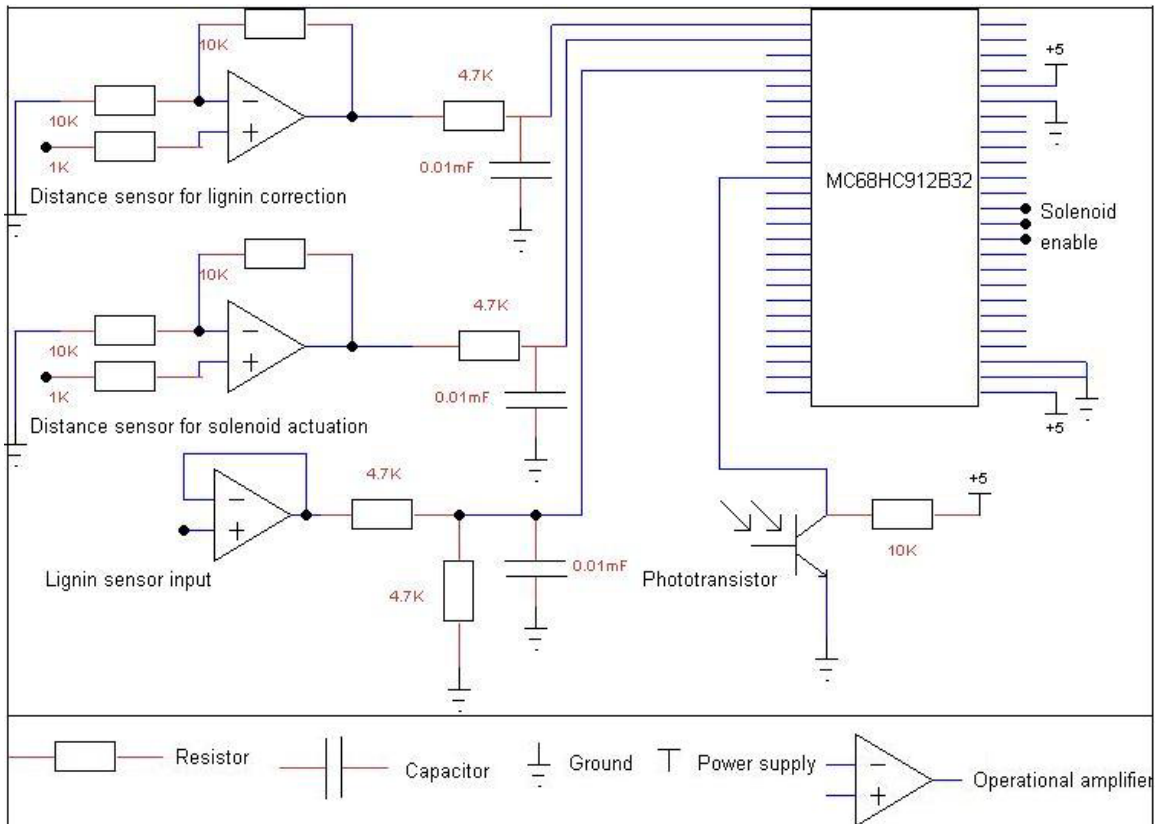 10K
4.7K
+5
10K
1K
0.01mF
MC68HC912B32
Distance sensor for lignin correction
Solenoid
enable
10K
4.7K
10K
1K
0.01mF
Distance sensor for solenoid actuation
+5
4.7K
+5
10K
Lignin sensor input
0.01mF
4.7K
Phototransistor
Resistor
Capacitor
Ground
Power supply
Operational amplifier